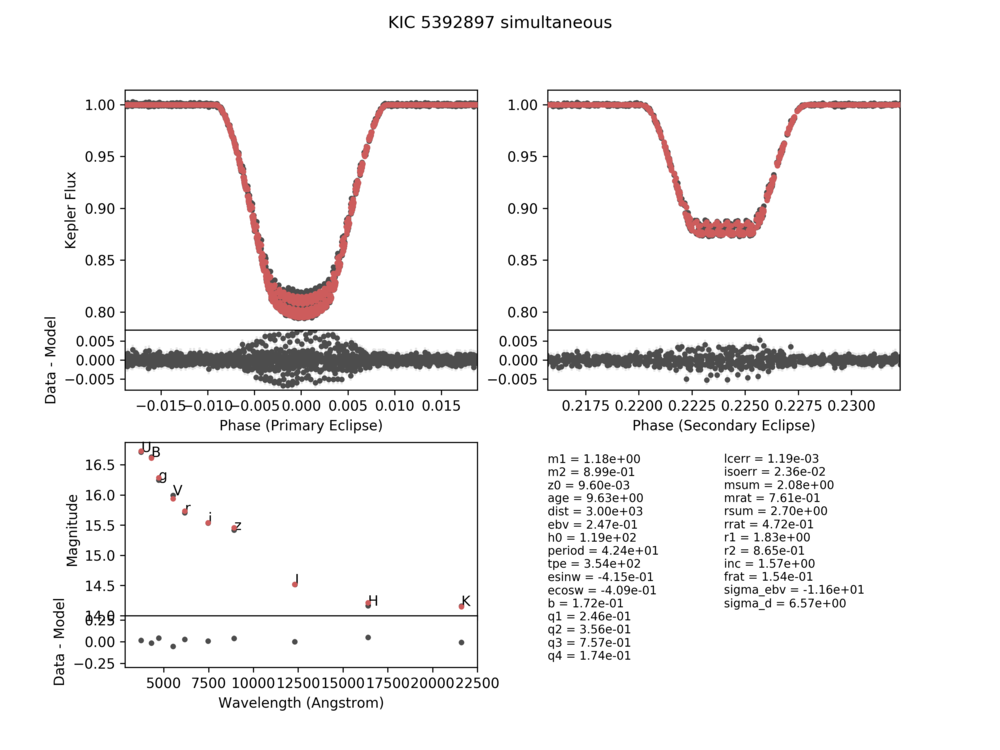 KIC 5392897 simultaneous
1.00
0.95
0.90
0.85
0.80
Kepler Flux
0.005
0.000
−0.005
Data - Model
−0.015 −0.010 −0.005 0.000 0.005 0.010 0.015
Phase (Primary Eclipse)
1.00
0.95
0.90
0.85
0.80
0.005
0.000
−0.005
0.2175 0.2200 0.2225 0.2250 0.2275 0.2300
Phase (Secondary Eclipse)
16.5
16.0
15.5
15.0
14.5
14.0
Magnitude
U
B
g
V
r
i
z
J
H
K
0.25
0.00
−0.25
Data - Model
5000 7500 10000 12500 15000 17500 20000 22500
Wavelength (Angstrom)
m1 = 1.18e+00
m2 = 8.99e-01
z0 = 9.60e-03
age = 9.63e+00
dist = 3.00e+03
ebv = 2.47e-01
h0 = 1.19e+02
period = 4.24e+01
tpe = 3.54e+02
esinw = -4.15e-01
ecosw = -4.09e-01
b = 1.72e-01
q1 = 2.46e-01
q2 = 3.56e-01
q3 = 7.57e-01
q4 = 1.74e-01
lcerr = 1.19e-03
isoerr = 2.36e-02
msum = 2.08e+00
mrat = 7.61e-01
rsum = 2.70e+00
rrat = 4.72e-01
r1 = 1.83e+00
r2 = 8.65e-01
inc = 1.57e+00
frat = 1.54e-01
sigma_ebv = -1.16e+01
sigma_d = 6.57e+00